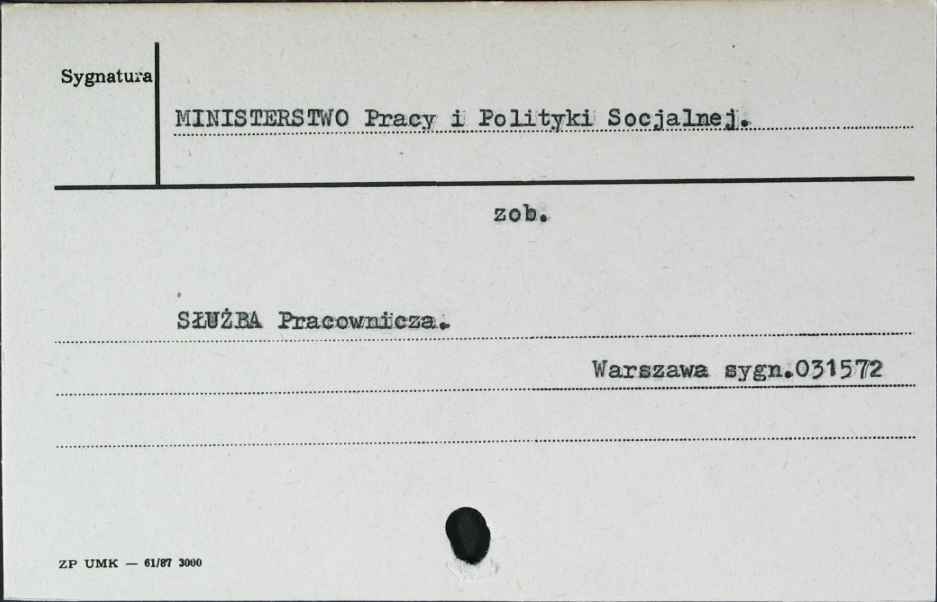 Sygnatura
MINISTERSTWO Pracy i Polityki Socjalnej.
zob.
SŁUŻBA Pracownicza.
Warszawa sygn.031572
ZP UMK — 61/87 3000